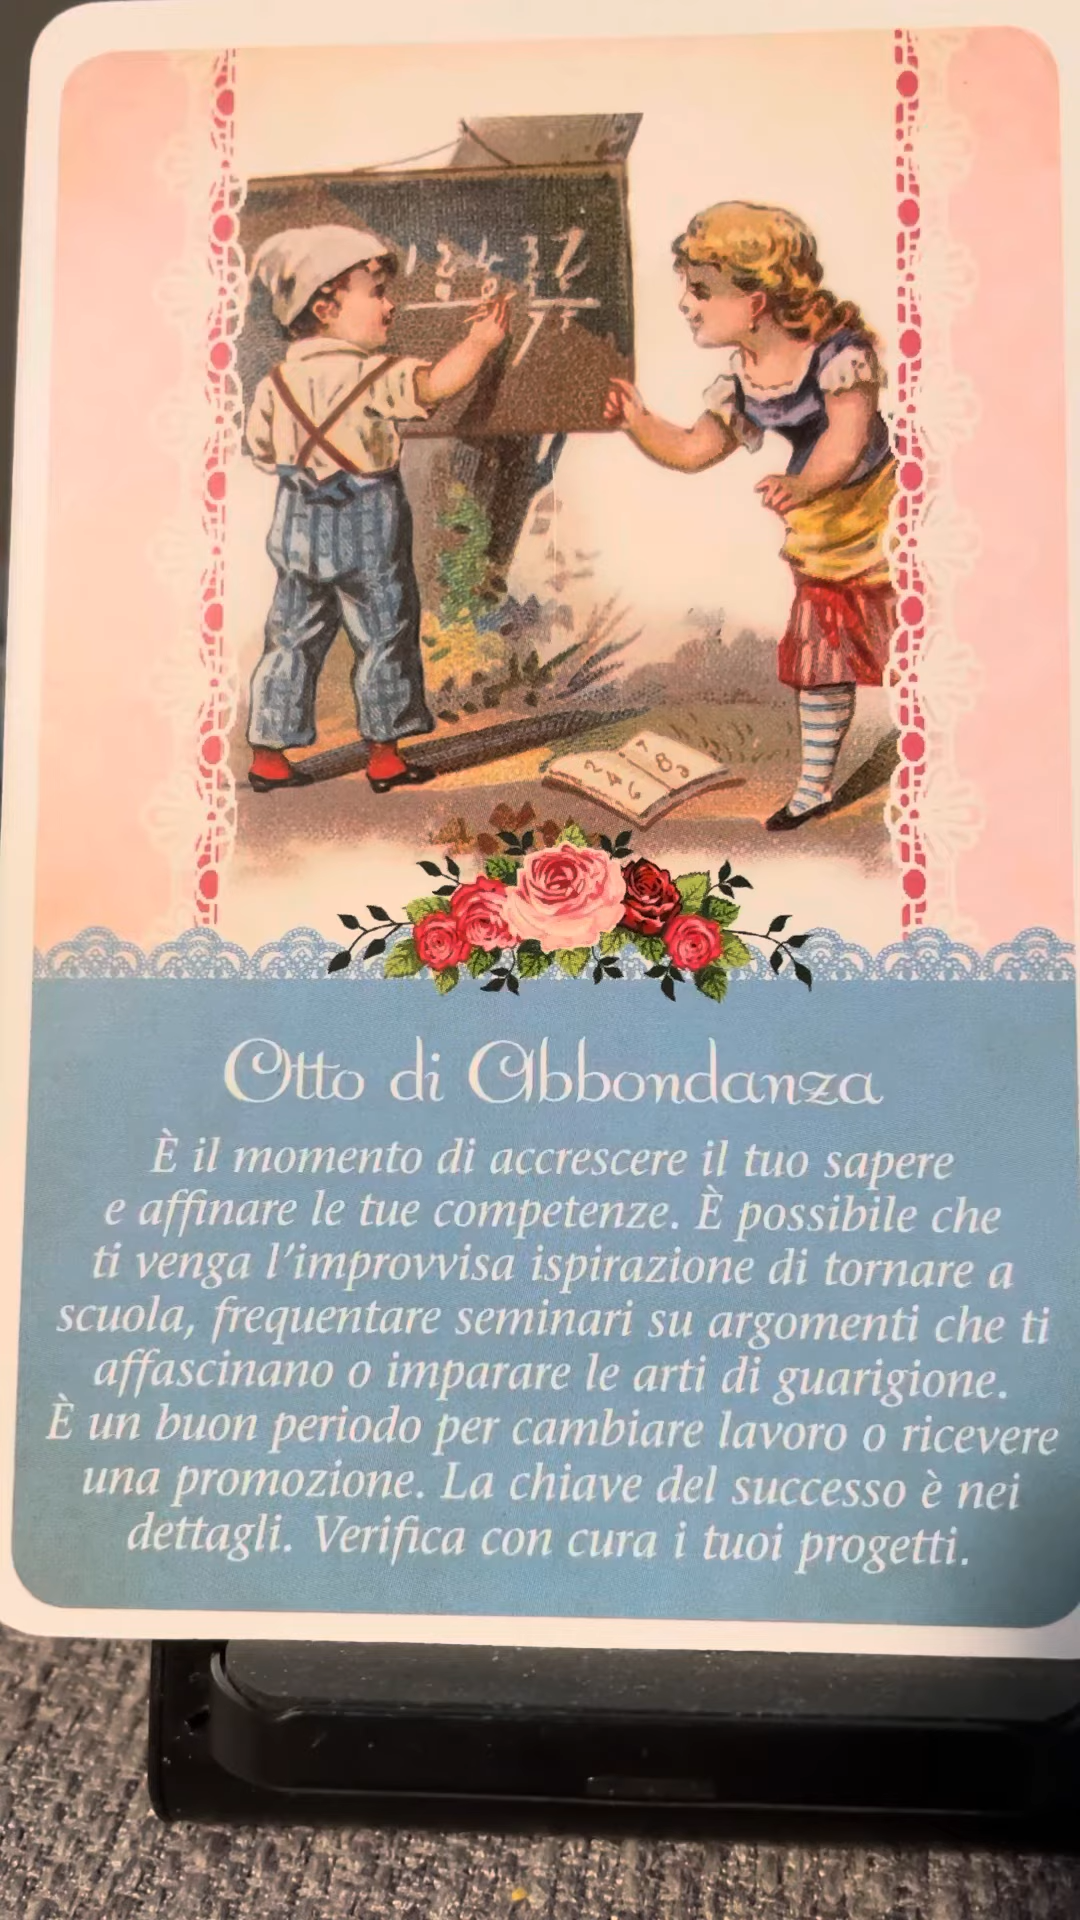 Otto di Abbondanza
È il momento di accrescere il tuo sapere
e affinare le tue competenze. È possibile che
ti venga l'improvvisa ispirazione di tornare a
scuola, frequentare seminari su argomenti che ti
affascinano o imparare le arti di guarigione.
È un buon periodo per cambiare lavoro o ricevere
una promozione. La chiave del successo è nei
dettagli. Verifica con cura i tuoi progetti.